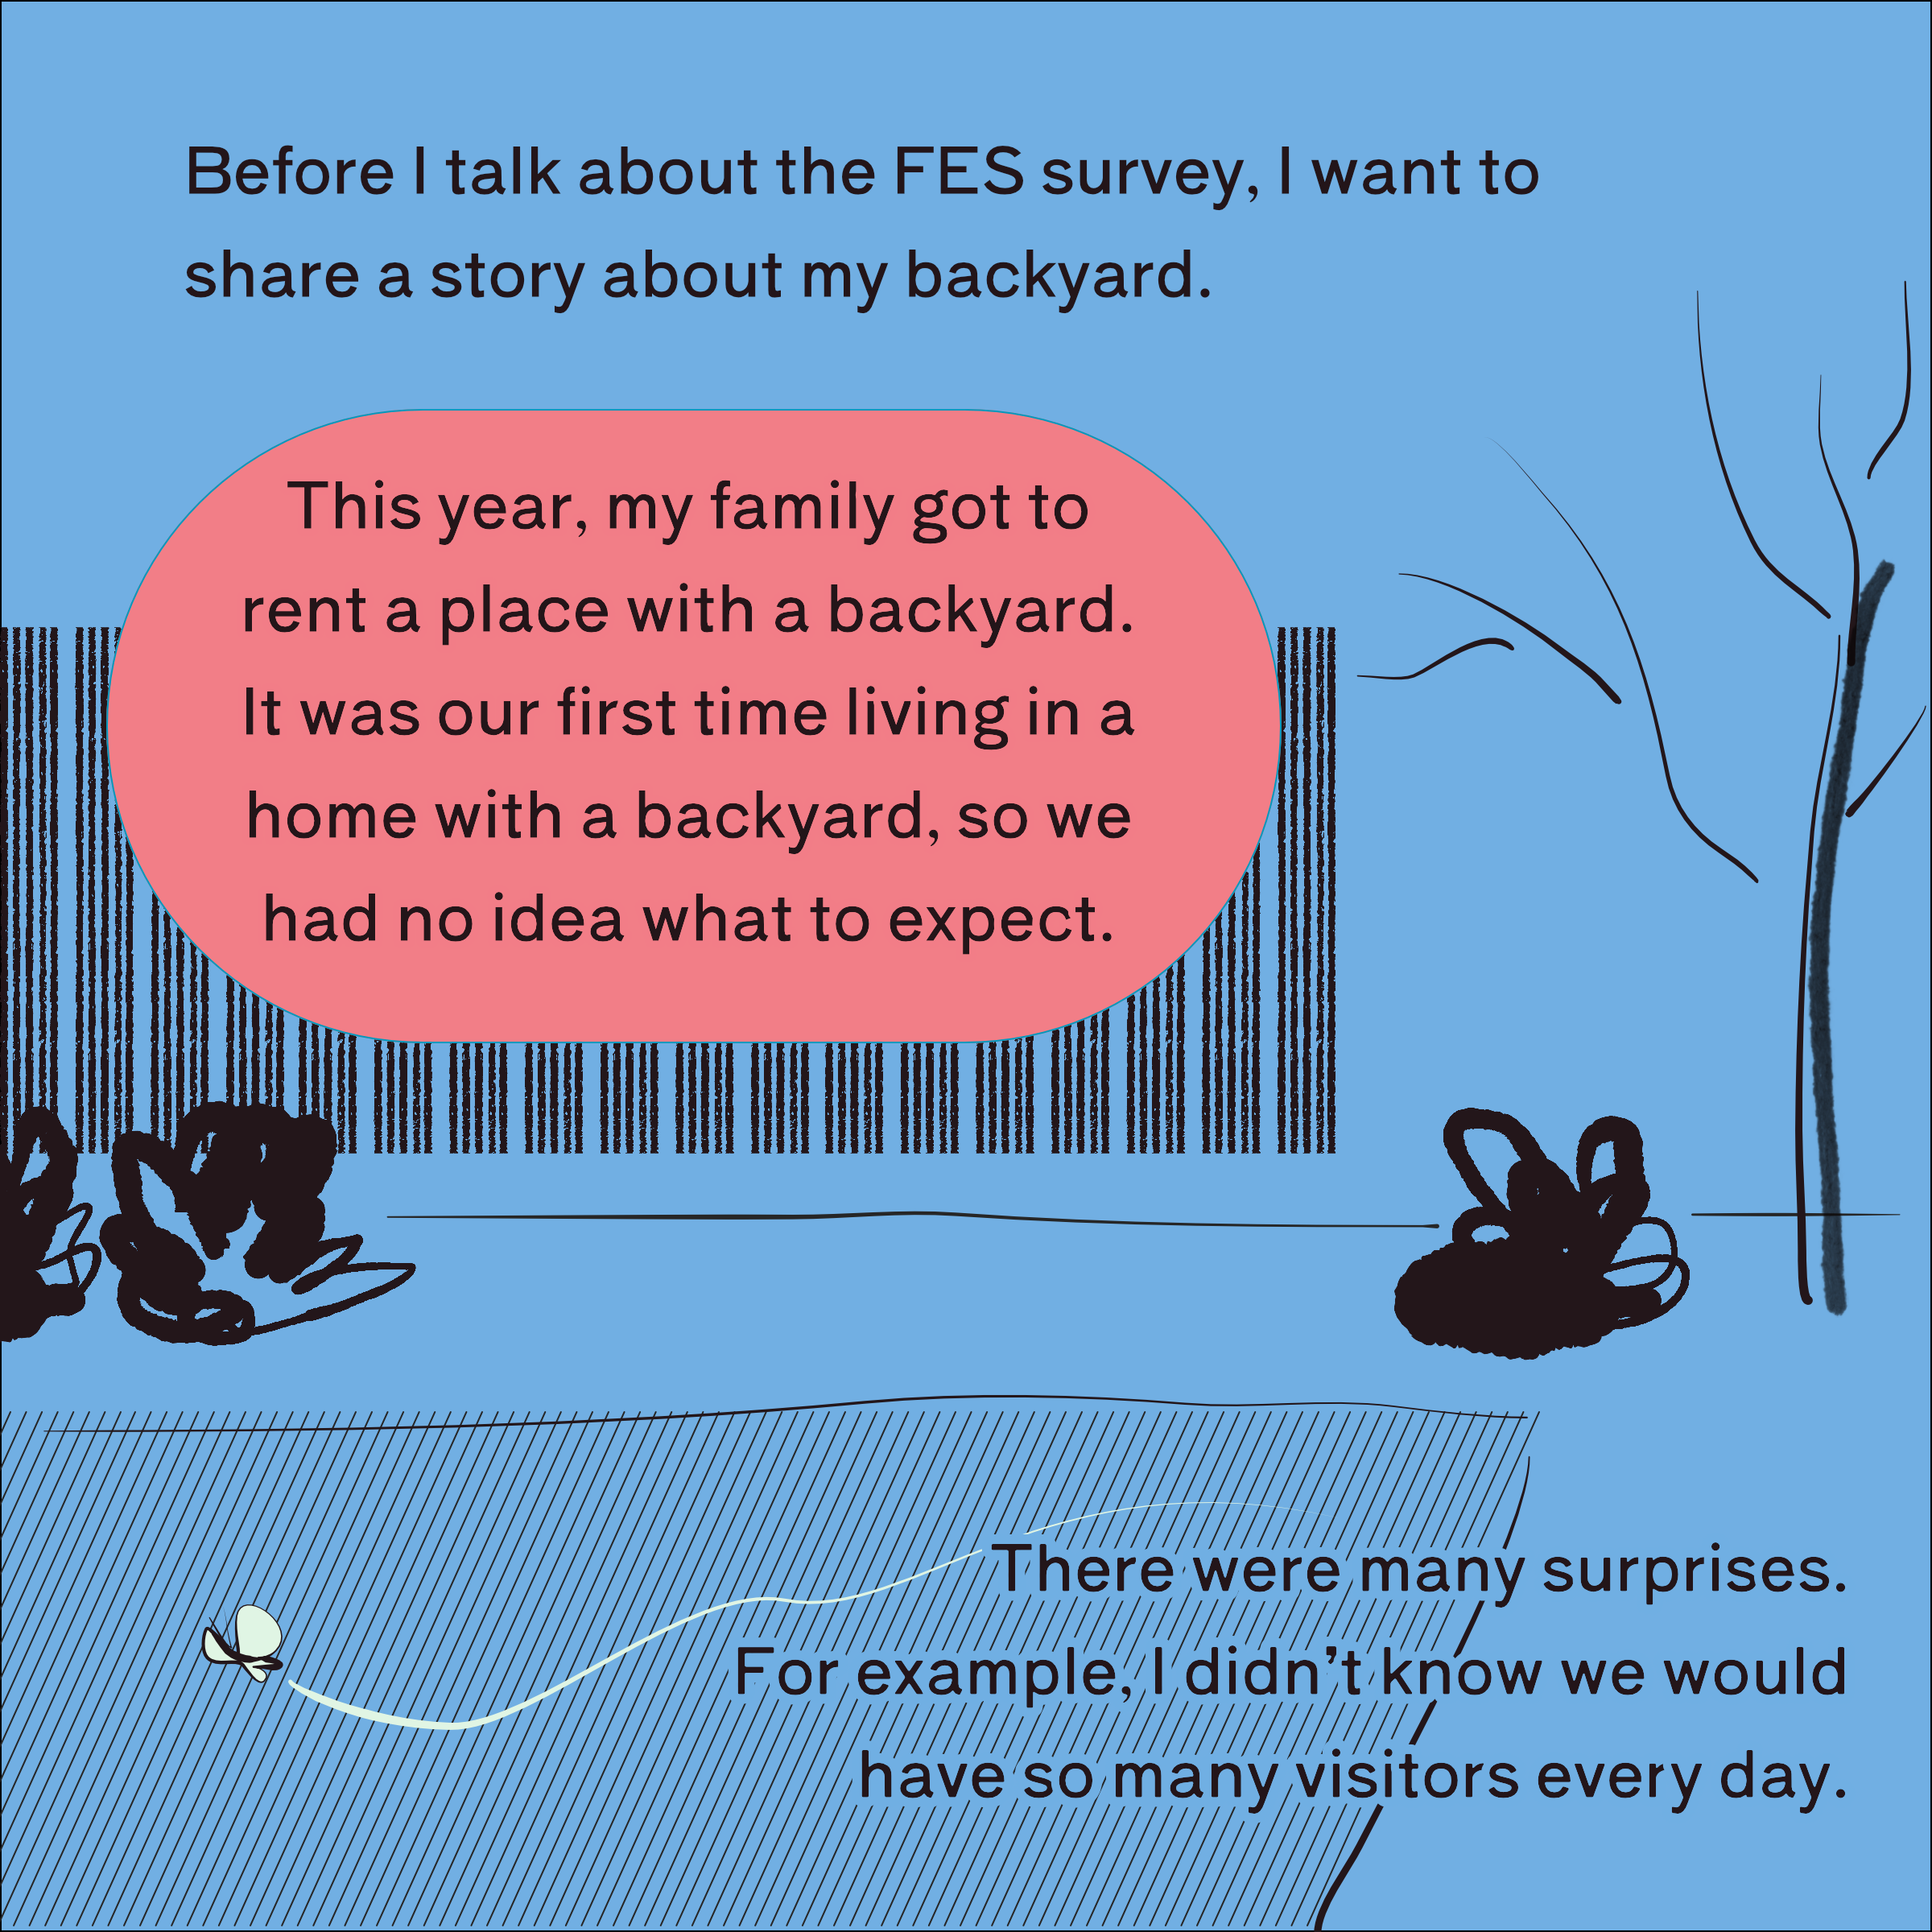 Before I talk about the FES survey, I want to
share a story about my backyard.
This year, my family got to
rent a place with a backyard.
It was our first time living in a
home with a backyard, so we
had no idea what to expect.
There were many surprises.
For example, I didn’t know we would
have so many visitors every day.